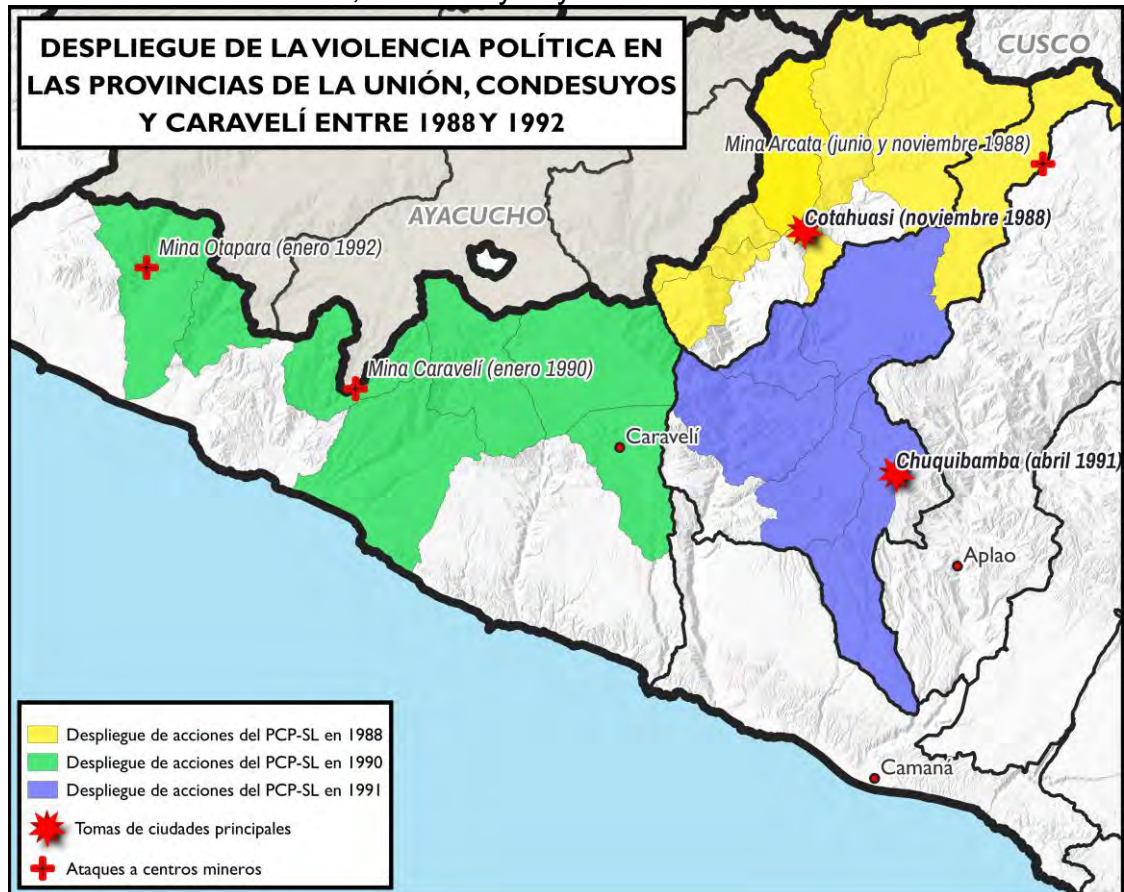 DESPLIEGUE DE LA VIOLENCIA POLÍTICA EN
LAS PROVINCIAS DE LA UNIÓN, CONDESUYOS
Y CARAVELÍ ENTRE 1988 Y 1992
CUSCO
Mina Arcata (junio y noviembre 1988)
AYACUCHO
Cotahuasi (noviembre 1988)
Mina Otapara (enero 1992)
Mina Caravelí (enero 1990)
Caravelí
Chuquibamba (abril 1991)
Aplao
Camaná
Despliegue de acciones del PCP-SL en 1988
Despliegue de acciones del PCP-SL en 1990
Despliegue de acciones del PCP-SL en 1991
Tomas de ciudades principales
Ataques a centros mineros